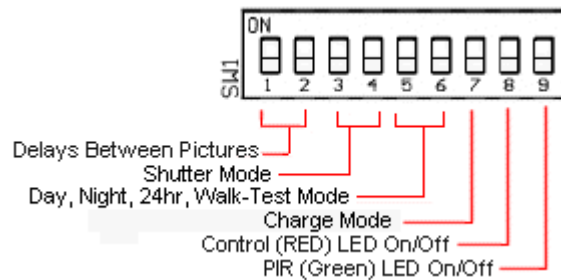 ON
SW1
1 2 3 4 5 6 7 8 9
Delays Between Pictures
Shutter Mode
Day, Night, 24hr, Walk-Test Mode
Charge Mode
Control (RED) LED On/Off
PIR (Green) LED On/Off